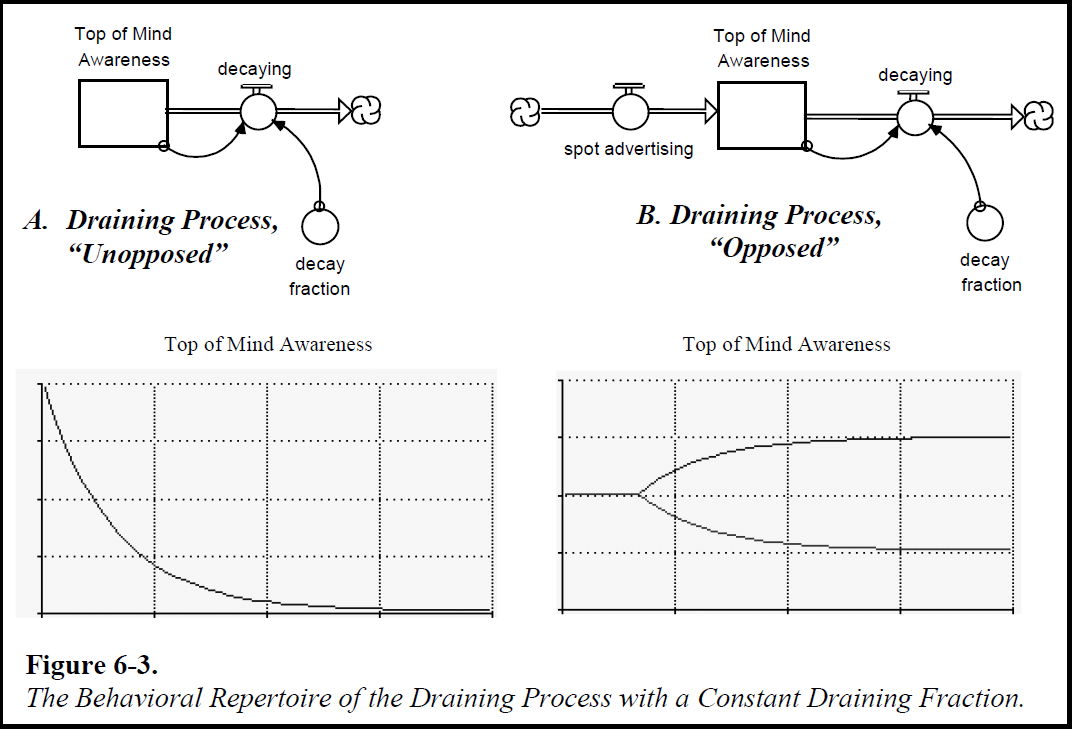 Top of Mind
Awareness
decaying
A. Draining Process,
“Unopposed”
decay
fraction
Top of Mind
Awareness
decaying
spot advertising
B. Draining Process,
“Opposed”
decay
fraction
Top of Mind Awareness
Top of Mind Awareness
Figure 6-3.
The Behavioral Repertoire of the Draining Process with a Constant Draining Fraction.